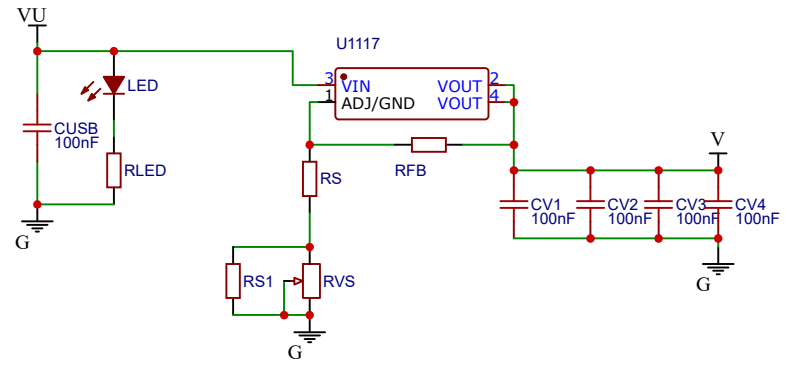 VU
U1117
LED
3
VIN
VOUT
2
1
ADJ/GND
VOUT
4
CUSB
100nF
RLED
RS
RFB
V
CV1
100nF
CV2
100nF
CV3
100nF
CV4
100nF
G
RS1
RVS
G
G